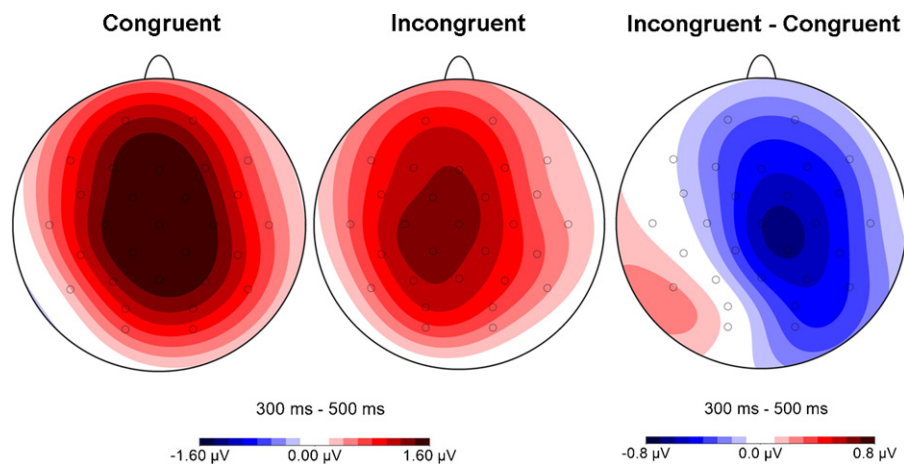 Congruent Incongruent Incongruent - Congruent
300 ms - 500 ms 300 ms - 500 ms
-1.60 µV 0.00 µV 1.60 µV -0.8 µV 0.0 µV 0.8 µV